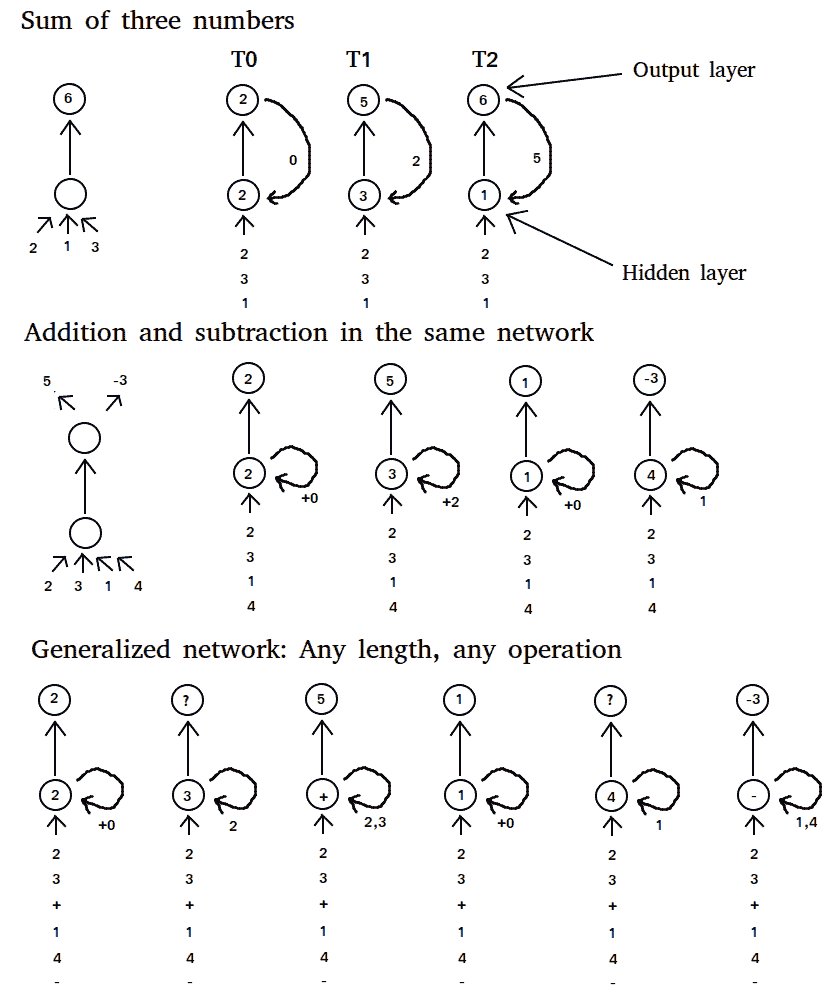 Sum of three numbers
T0 T1 T2
Output layer
6 2 5 6
0 2 5
2 3 1
2 1 3
2 2 2
3 3 3
1 1 1
Hidden layer
Addition and subtraction in the same network
5 -3
2 5 1 -3
2 3 1 4
+0 +2 +0 1
2 3 1 4
2 2 2 2
3 3 3 3
1 1 1 1
4 4 4 4
Generalized network: Any length, any operation
2 ? 5 1 ? -3
2 3 + 1 4 -
+0 2 2,3 +0 1 1,4
2 2 2 2 2 2
3 3 3 3 3 3
+ + + + + +
1 1 1 1 1 1
4 4 4 4 4 4
- - - - - -